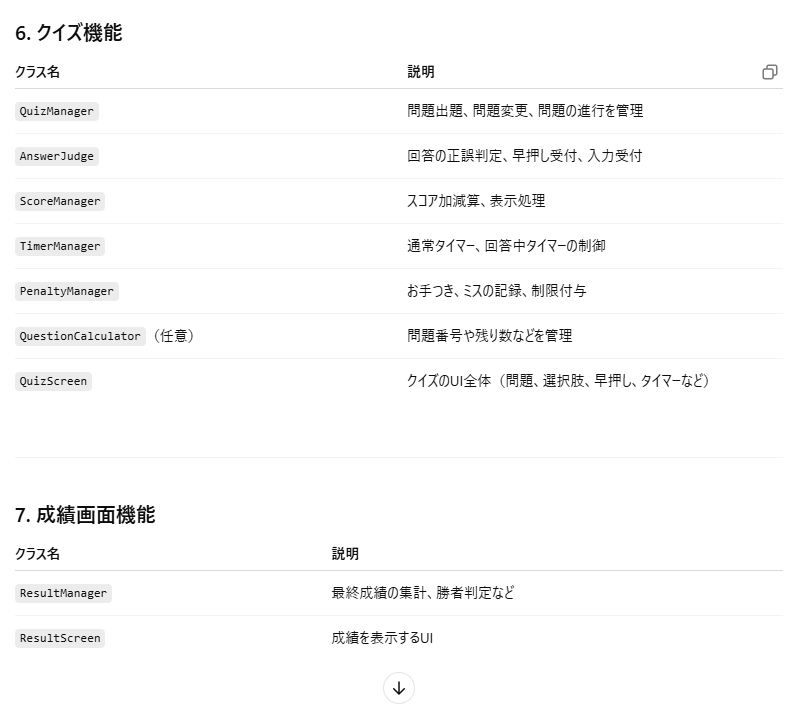 6. クイズ機能
クラス名 説明
QuizManager 問題出題、問題変更、問題の進行を管理
AnswerJudge 回答の正誤判定、早押し受付、入力受付
ScoreManager スコア加減算、表示処理
TimerManager 通常タイマー、回答中タイマーの制御
PenaltyManager お手つき、ミスの記録、制限付与
QuestionCalculator（任意） 問題番号や残り数などを管理
QuizScreen クイズのUI全体（問題、選択肢、早押し、タイマーなど）
7. 成績画面機能
クラス名 説明
ResultManager 最終成績の集計、勝者判定など
ResultScreen 成績を表示するUI